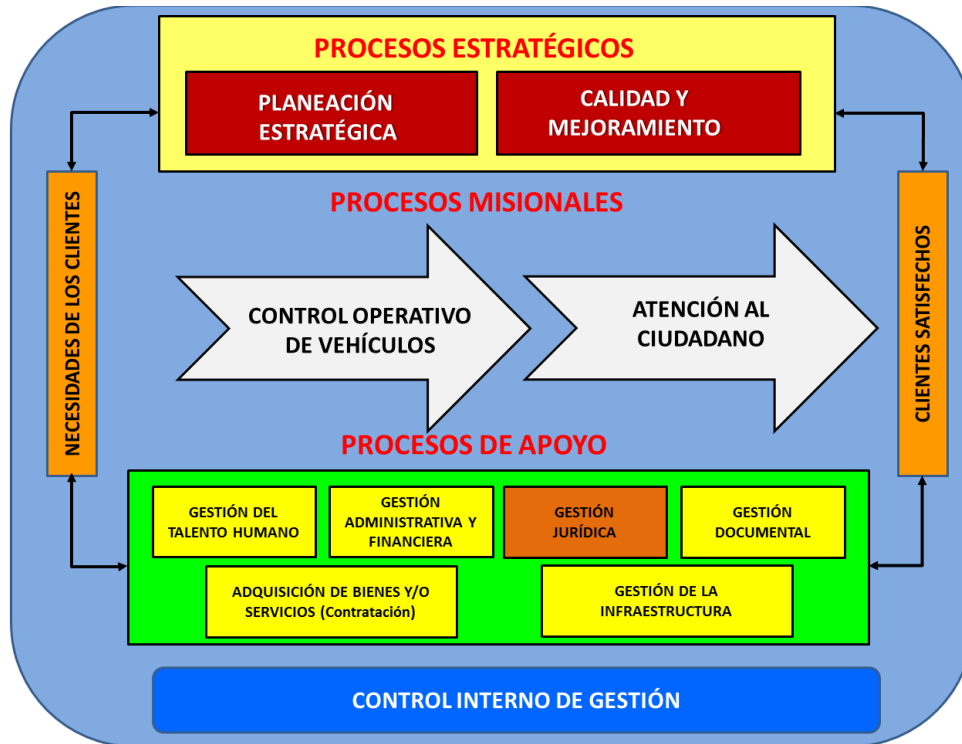 PROCESOS ESTRATÉGICOS
PLANEACIÓN
ESTRATÉGICA
CALIDAD Y
MEJORAMIENTO
NECESIDADES DE LOS CLIENTES
PROCESOS MISIONALES
CONTROL OPERATIVO
DE VEHÍCULOS
ATENCIÓN AL
CIUDADANO
CLIENTES SATISFECHOS
PROCESOS DE APOYO
GESTIÓN DEL
TALENTO HUMANO
GESTIÓN
ADMINISTRATIVA Y
FINANCIERA
GESTIÓN
JURÍDICA
GESTIÓN
DOCUMENTAL
ADQUISICIÓN DE BIENES Y/O
SERVICIOS (Contratación)
GESTIÓN DE LA
INFRAESTRUCTURA
CONTROL INTERNO DE GESTIÓN